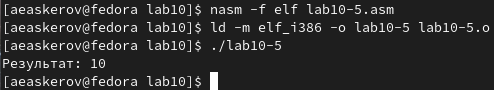 [aeaskerov@fedora lab10]$ nasm -f elf lab10-5.asm
[aeaskerov@fedora lab10]$ ld -m elf_i386 -o lab10-5 lab10-5.o
[aeaskerov@fedora lab10]$ ./lab10-5
Результат: 10
[aeaskerov@fedora lab10]$